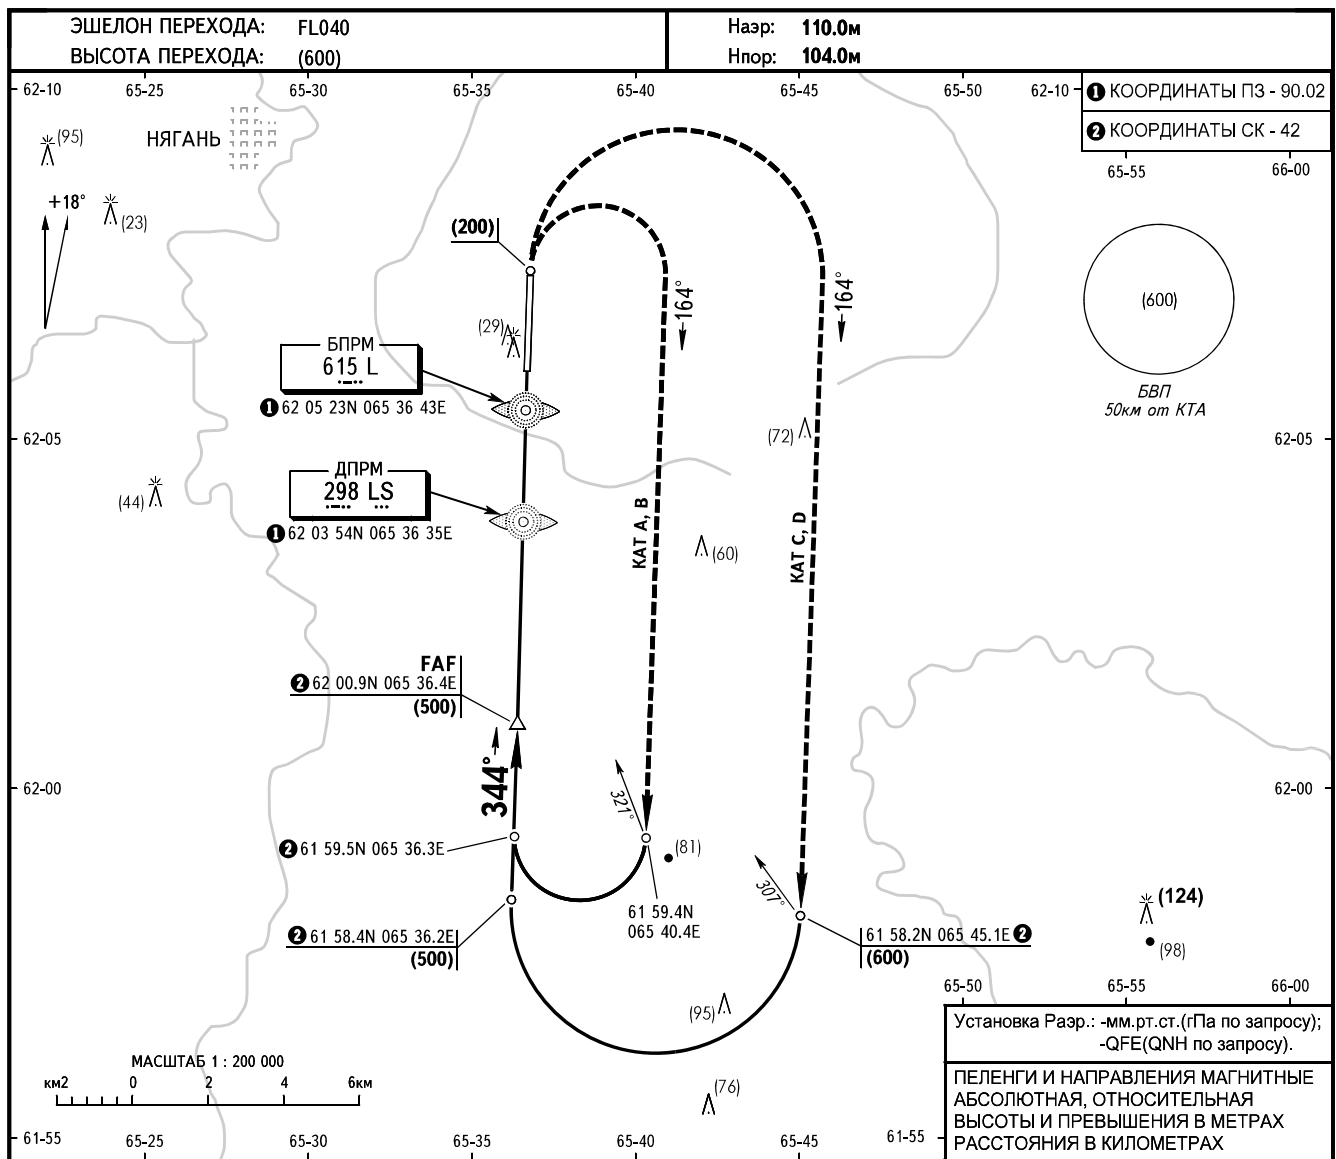 ЭШЕЛОН ПЕРЕХОДА: FL040
ВЫСОТА ПЕРЕХОДА: (600)
Наэр: 110.0м
Нпор: 104.0м
62-10 65-25 65-35 65-40 65-45 65-50 62-10
❶ КООРДИНАТЫ ПЗ - 90.02
❷ КООРДИНАТЫ СК - 42
65-55 66-00
(95)
НЯГАНЬ
+18°
(23)
(200)
164°
164°
(600)
БВП
50км от КТА
(29)
БПРМ
615 L
❶ 62 05 23N 065 36 43E
62-05
(72)
62-05
ДПРМ
298 LS
❶ 62 03 54N 065 36 35E
(44)
КАТ A, B
КАТ C, D
(60)
FAF
❷ 62 00.9N 065 36.4E
(500)
344°
62-00
321°
62-00
❷ 61 59.5N 065 36.3E
(81)
307°
61 59.4N
065 40.4E
❷ 61 58.4N 065 36.2E
(500)
61 58.2N 065 45.1E ❷
(600)
(124)
(98)
65-50 65-55 66-00
(95)
Установка Раэр.: -мм.рт.ст.(гПа по запросу);
-QFE(QNH по запросу).
МАСШТАБ 1 : 200 000
км2 0 2 4 6км
(76)
ПЕЛЕНГИ И НАПРАВЛЕНИЯ МАГНИТНЫЕ
АБСОЛЮТНАЯ, ОТНОСИТЕЛЬНАЯ
ВЫСОТЫ И ПРЕВЫШЕНИЯ В МЕТРАХ
РАССТОЯНИЯ В КИЛОМЕТРАХ
61-55 65-25 65-30 65-35 65-40 65-45 61-55